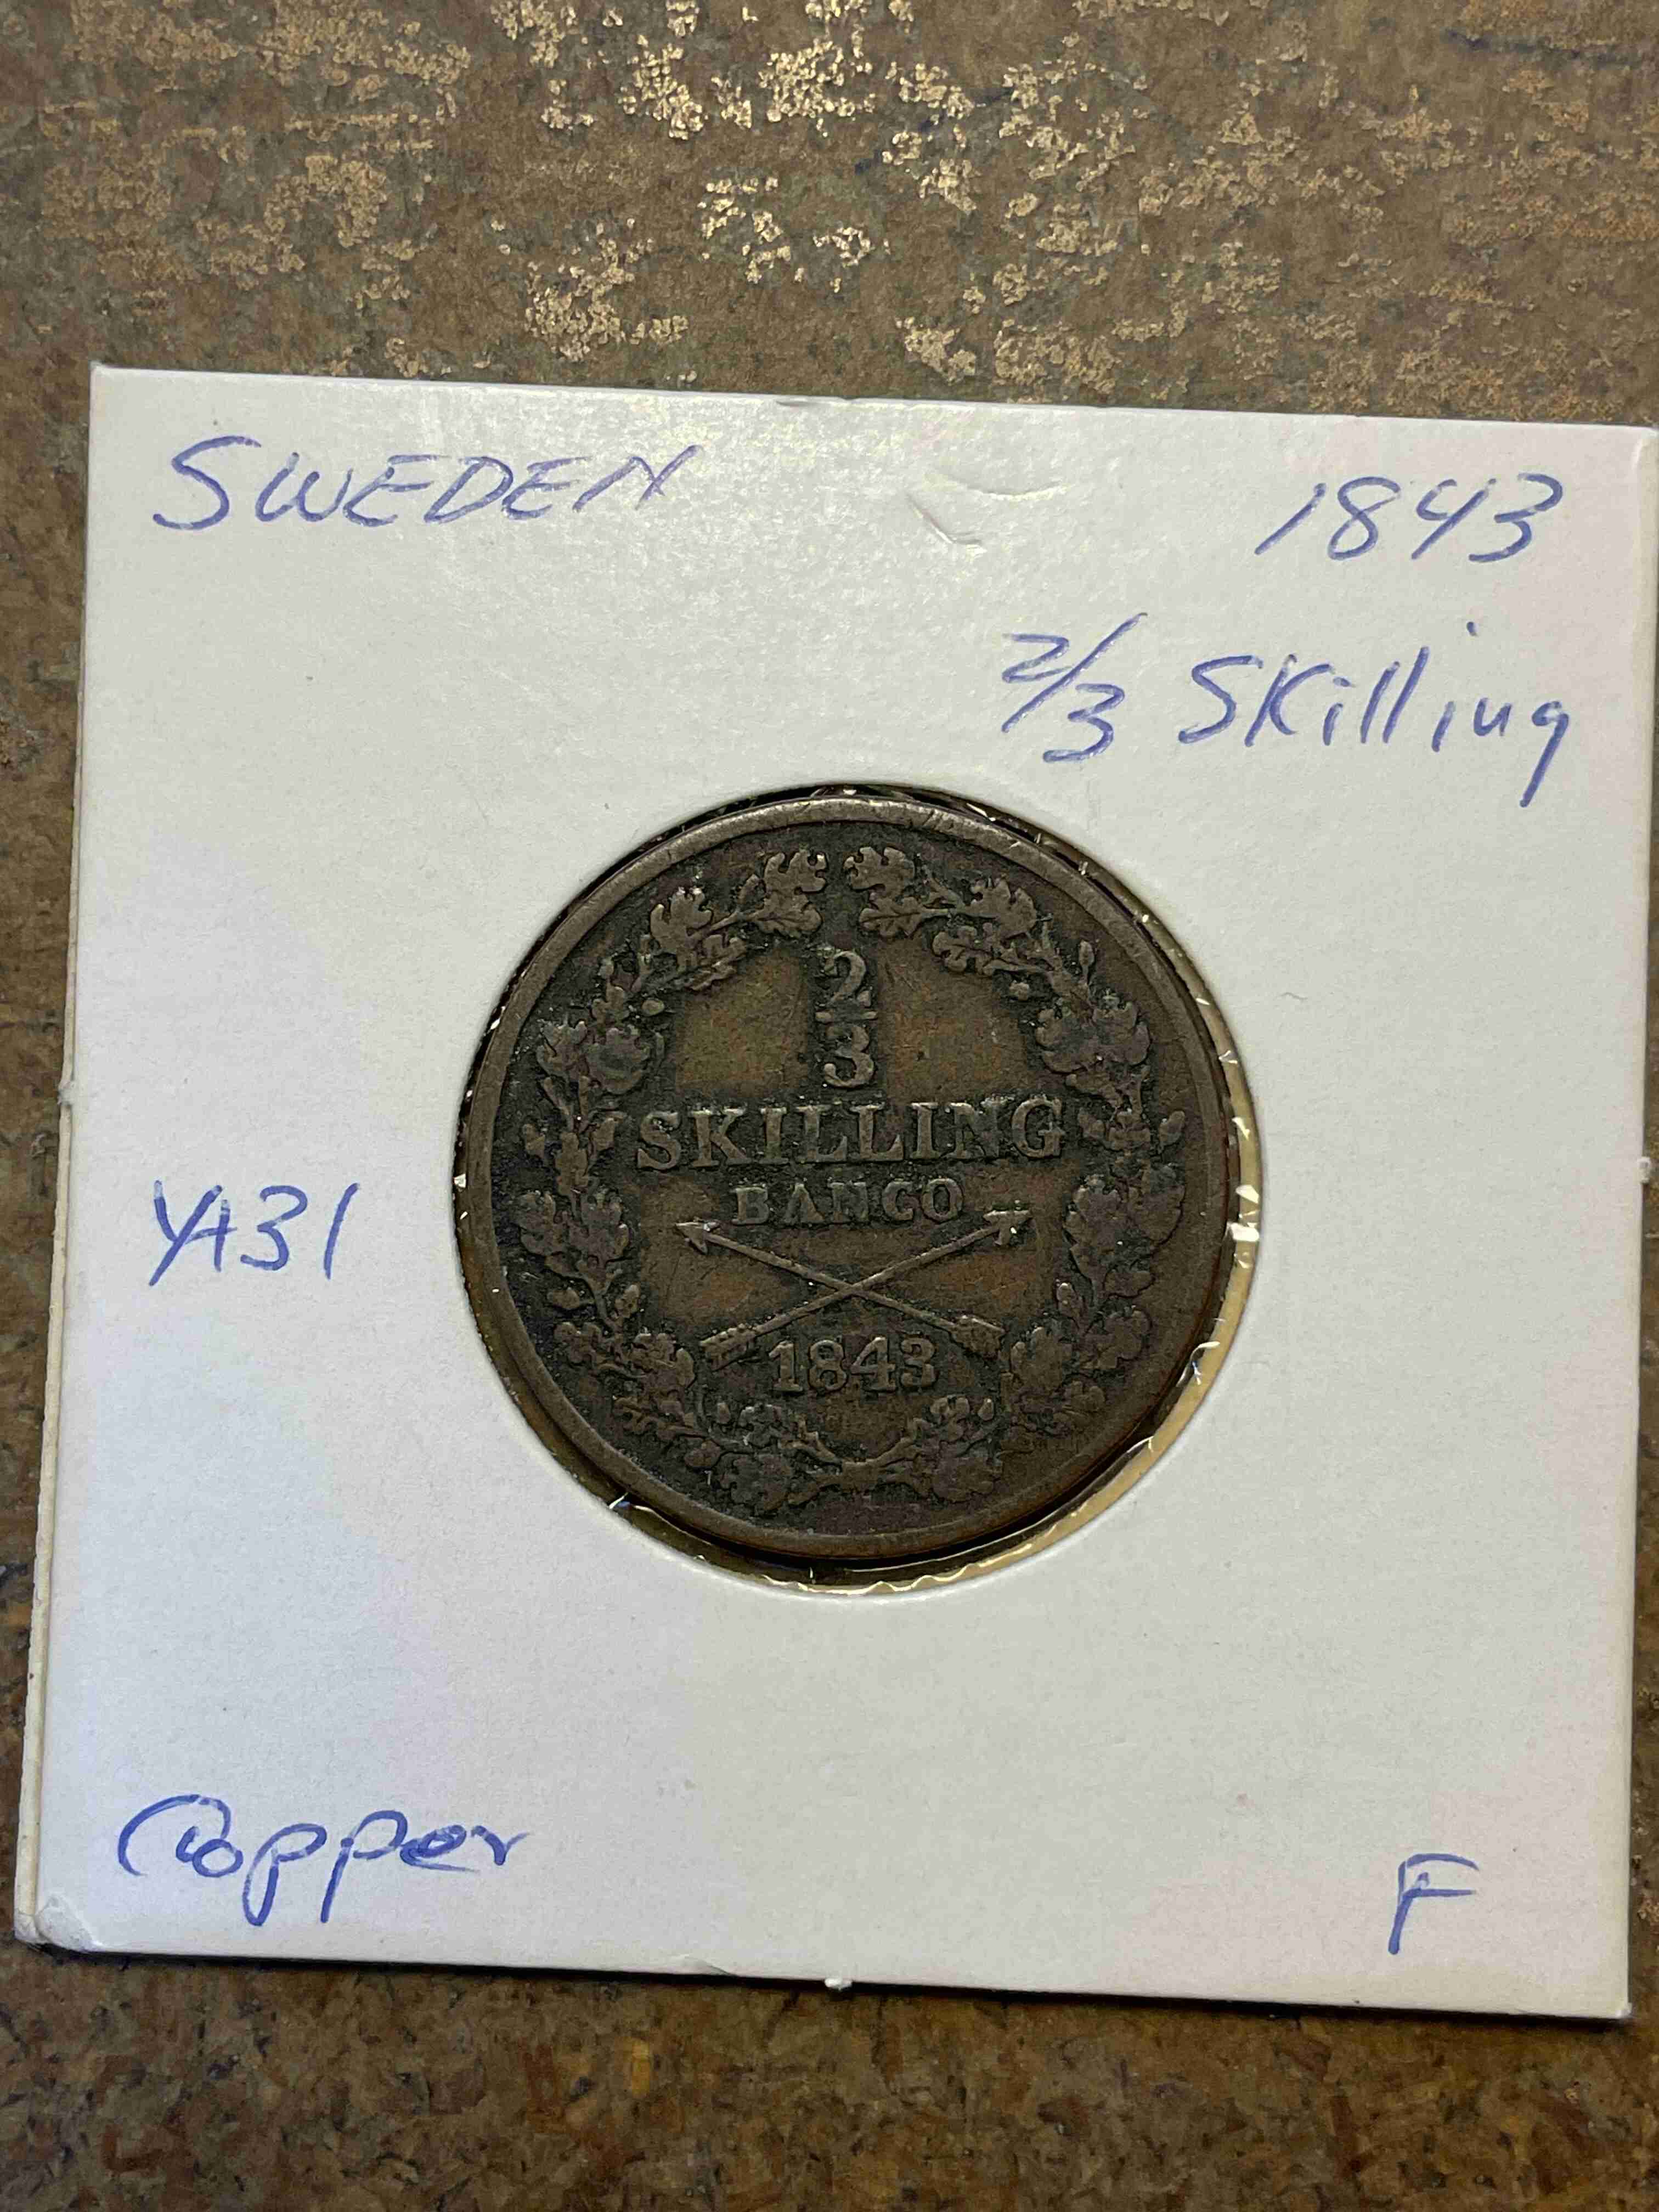 SWEDEN 1843
2/3 Skilling
2
3
SKILLING
BANCO
YA31
1843
Copper F